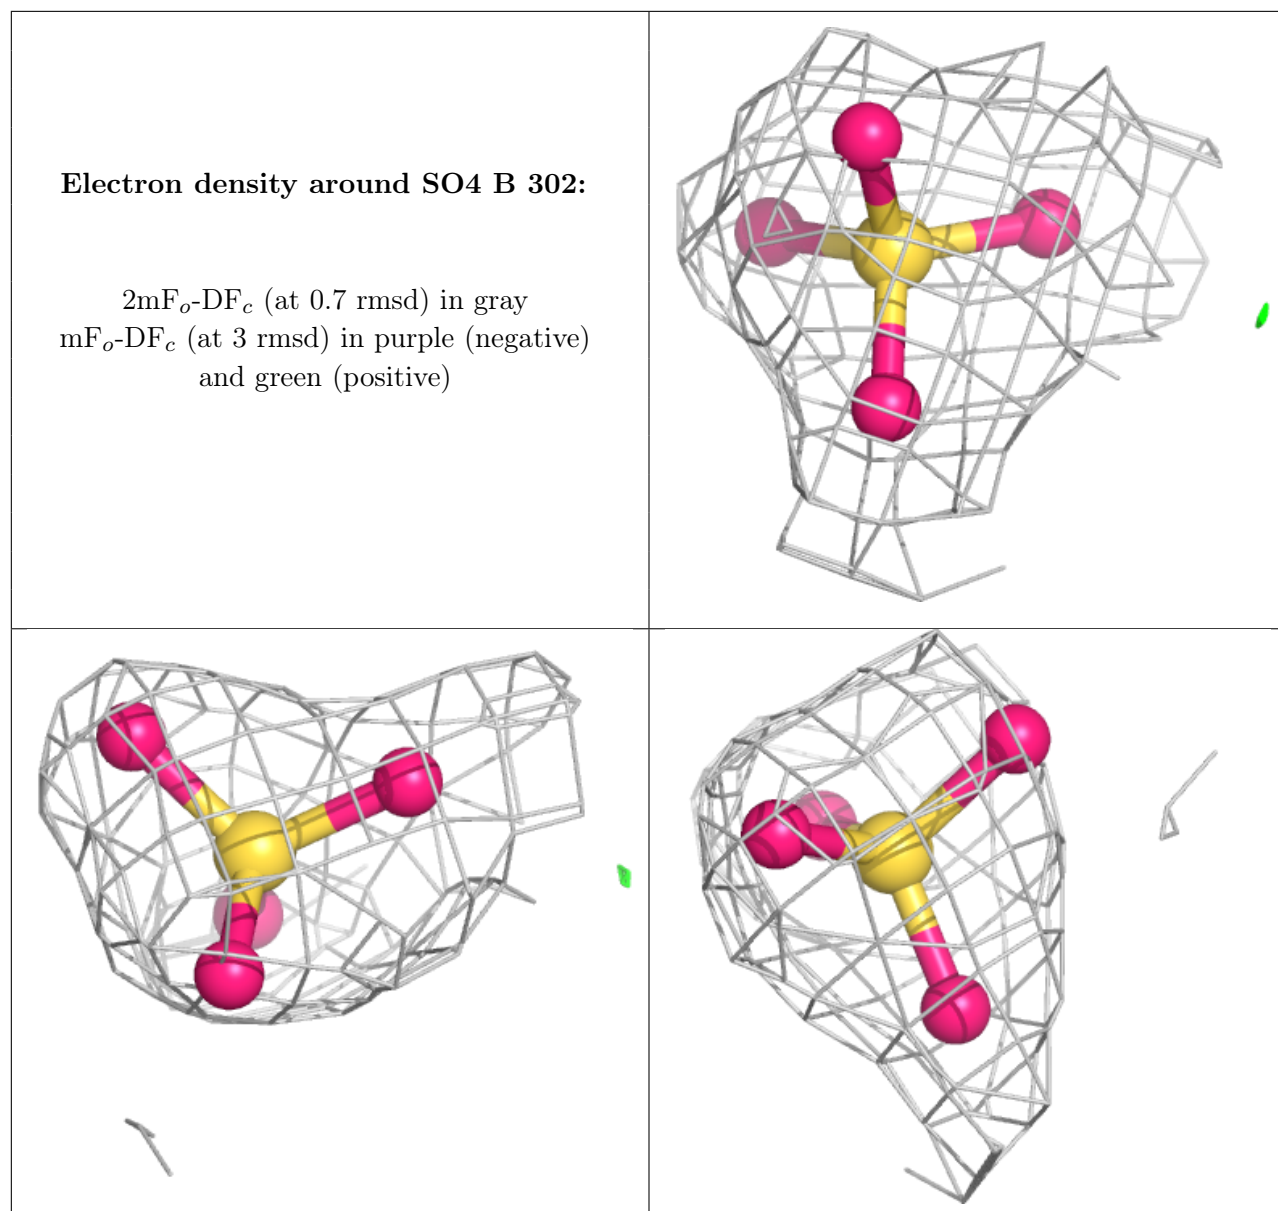 Electron density around SO4 B 302:
2mFₒ-DF𝑐 (at 0.7 rmsd) in gray
mFₒ-DF𝑐 (at 3 rmsd) in purple (negative)
and green (positive)